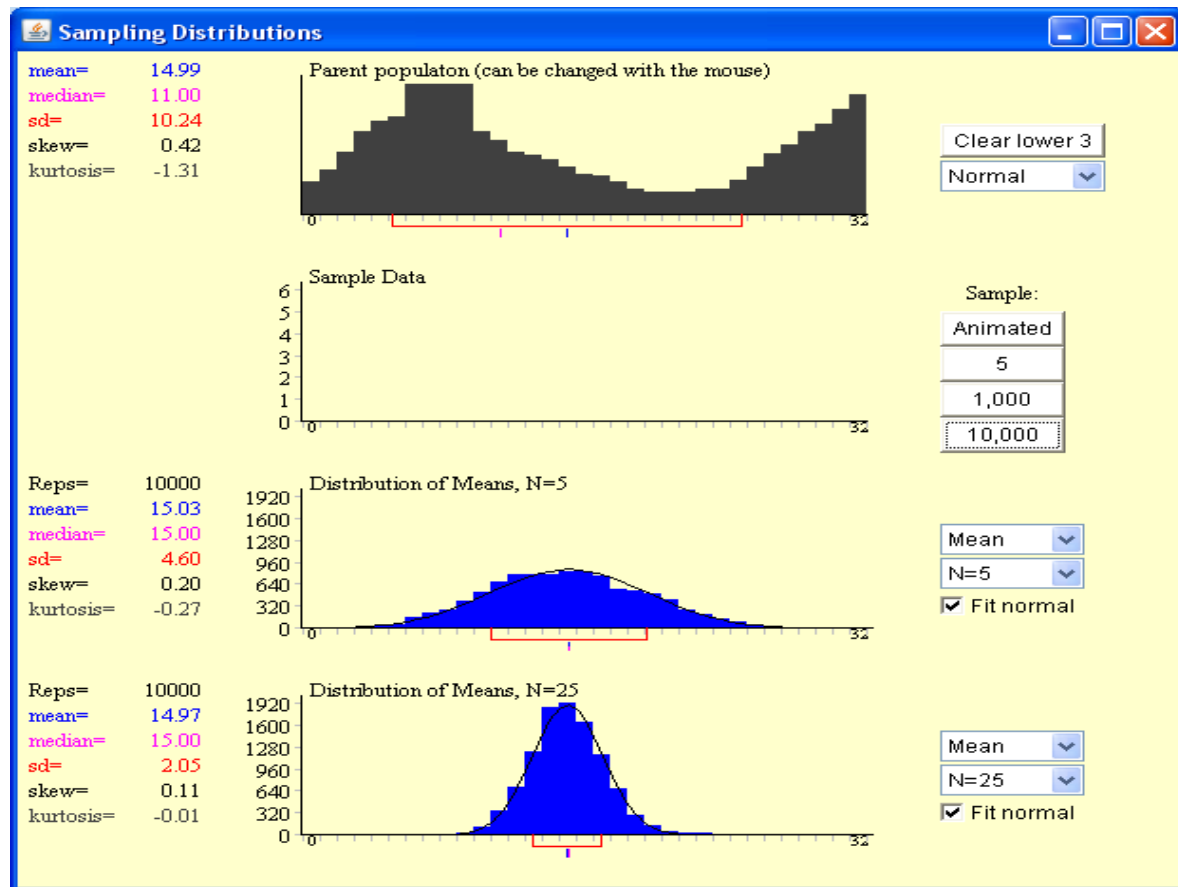 Sampling Distributions
mean= 14.99
median= 11.00
sd= 10.24
skew= 0.42
kurtosis= -1.31
Parent populaton (can be changed with the mouse)
0 32
Clear lower 3
Normal
Sample Data
6
5
4
3
2
1
0
0 32
Sample:
Animated
5
1,000
10,000
Reps= 10000
mean= 15.03
median= 15.00
sd= 4.60
skew= 0.20
kurtosis= -0.27
Distribution of Means, N=5
1920
1600
1280
960
640
320
0
0 32
Mean
N=5
Fit normal
Reps= 10000
mean= 14.97
median= 15.00
sd= 2.05
skew= 0.11
kurtosis= -0.01
Distribution of Means, N=25
1920
1600
1280
960
640
320
0
0 32
Mean
N=25
Fit normal